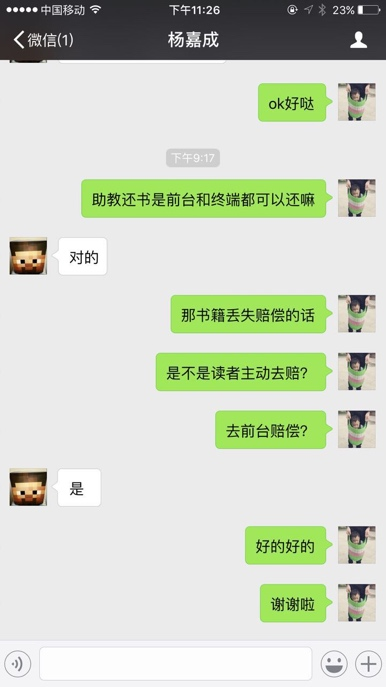 中国移动 下午11:26 23%
微信(1) 杨嘉成
ok好哒
下午9:17
助教还书是前台和终端都可以还嘛
对的
那书籍丢失赔偿的话
是不是读者主动去赔?
去前台赔偿?
是
好的好的
谢谢啦